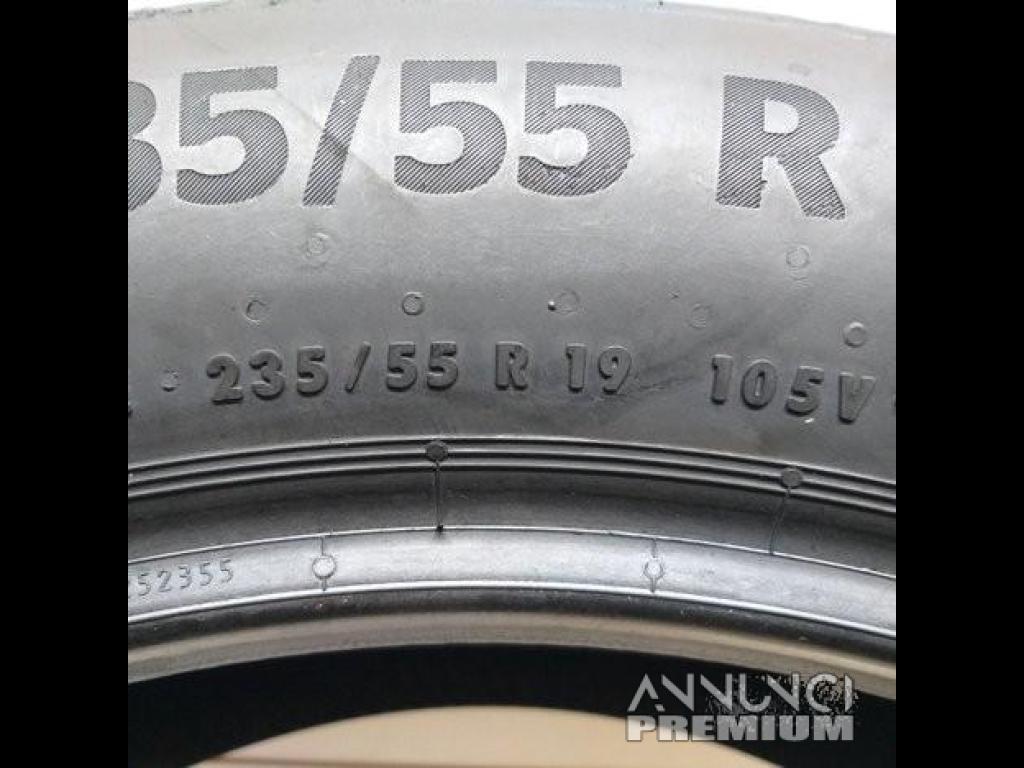 35/55 R
235/55 R 19 105V
52355
ANNUNCI
PREMIUM